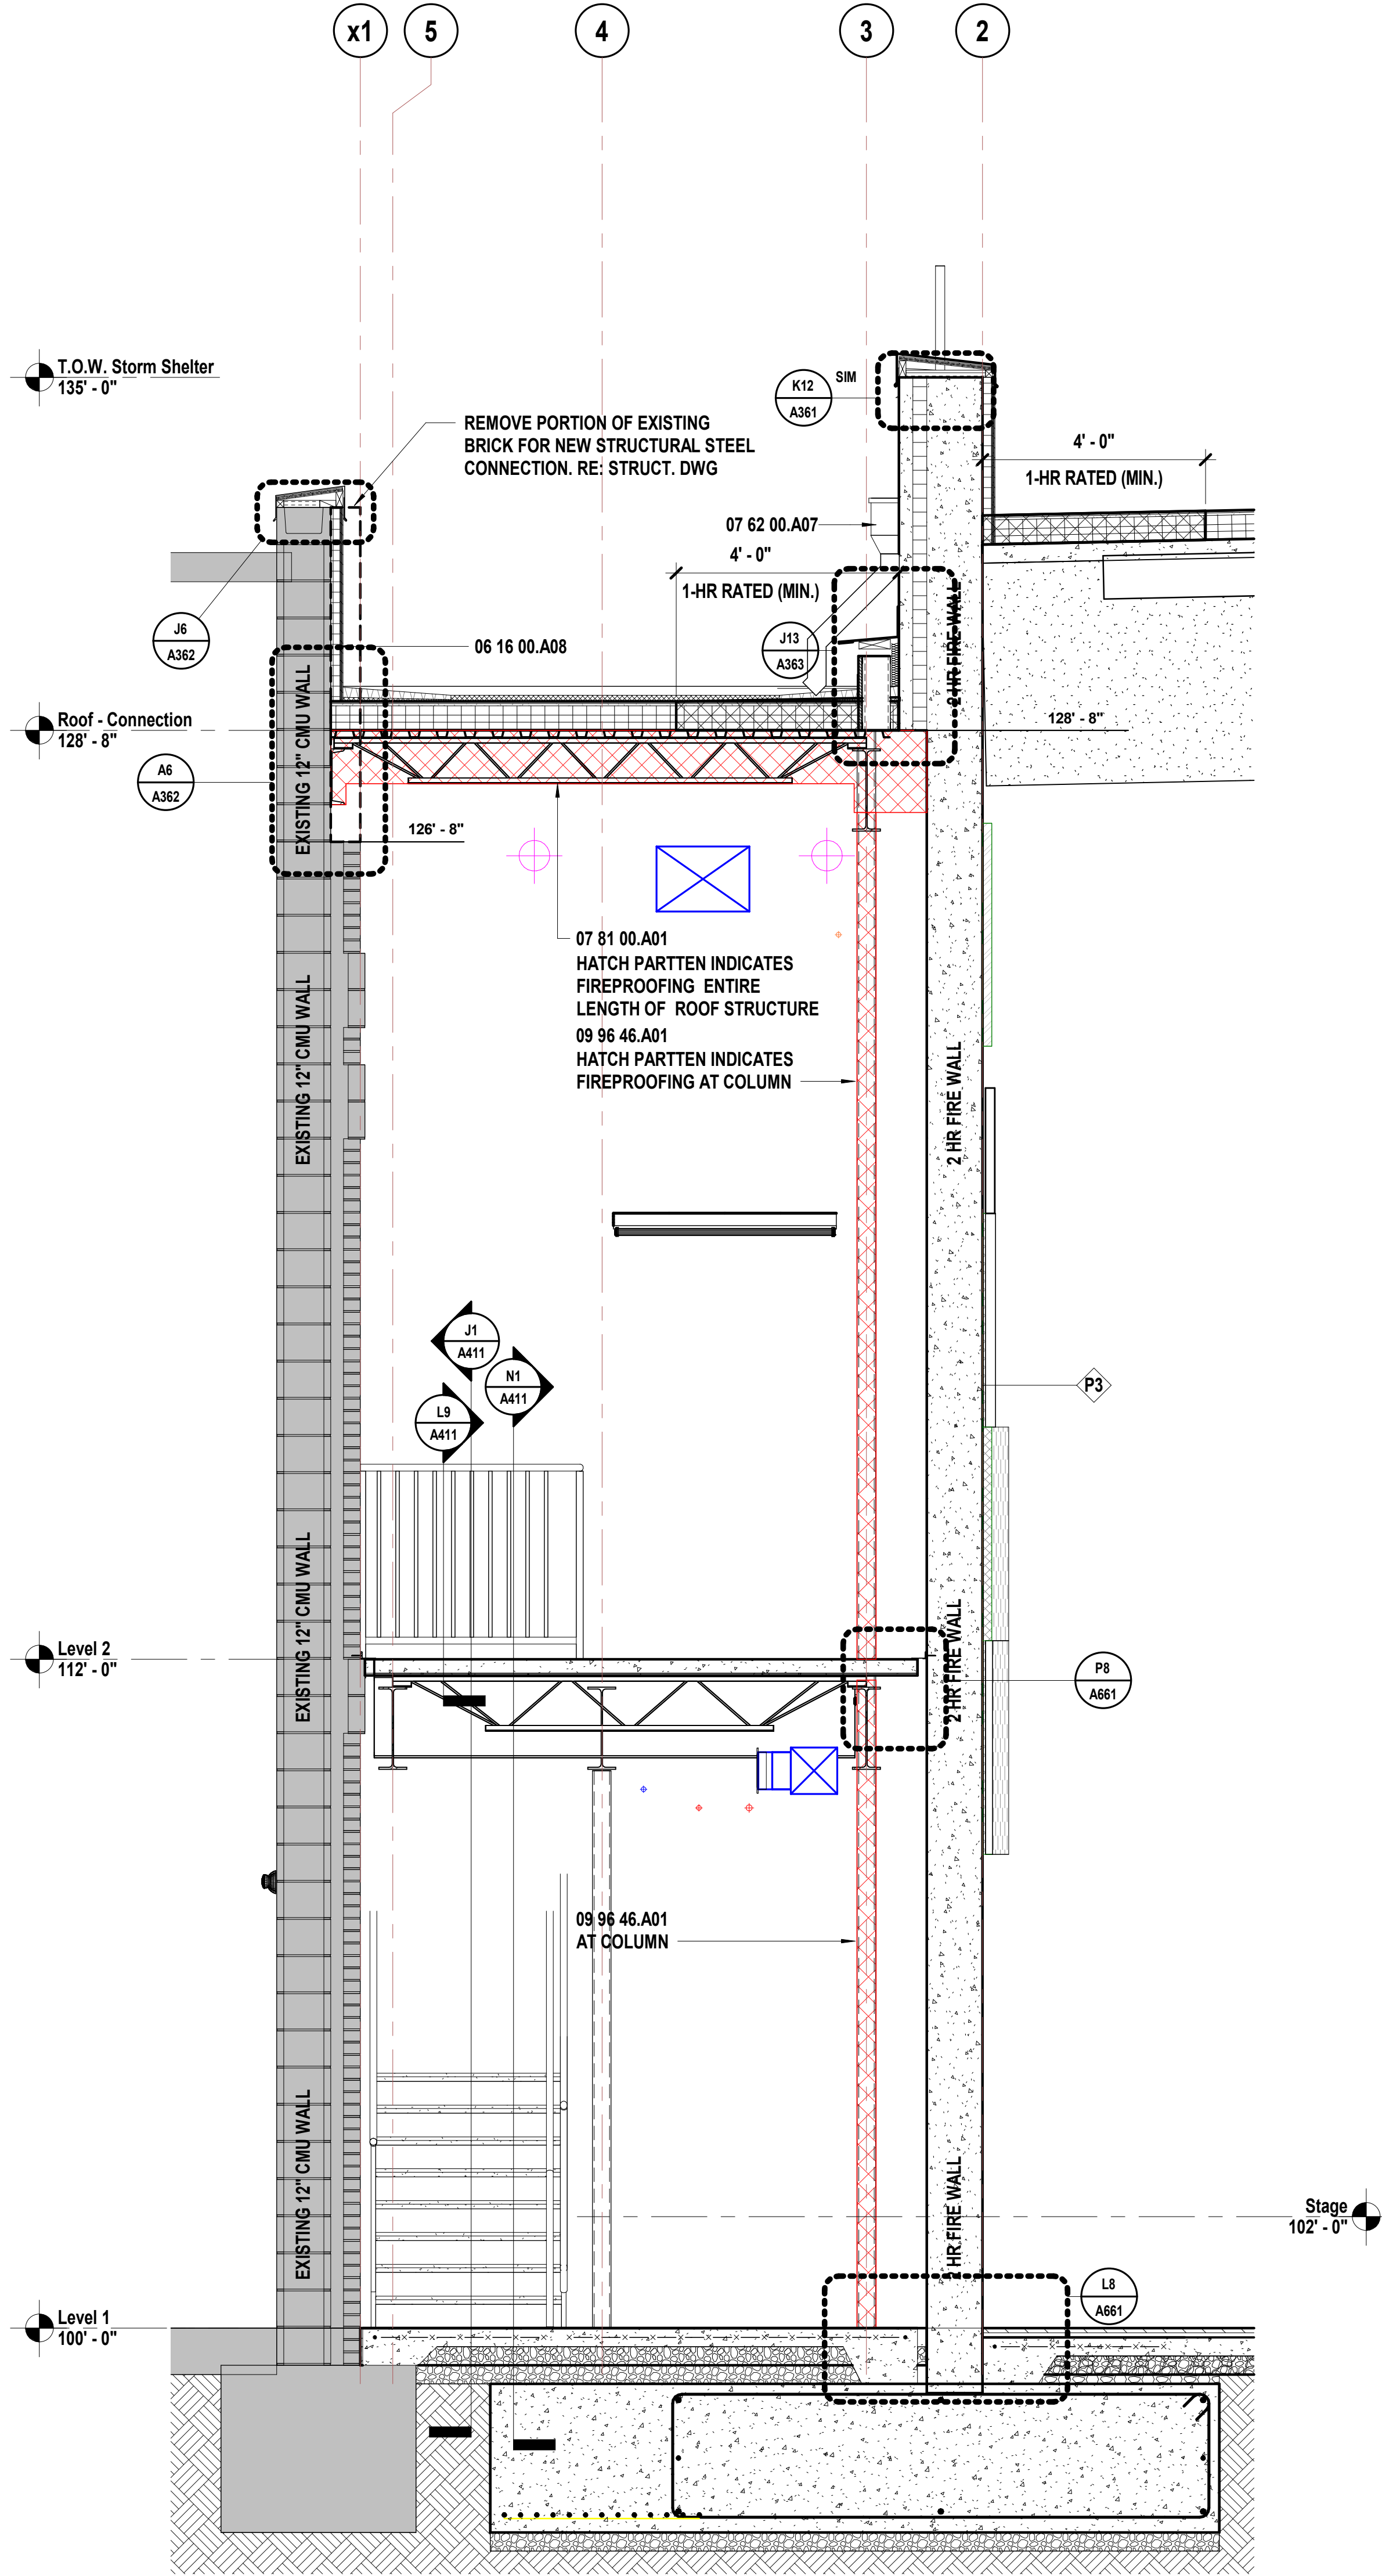 x1
5
4
3
2
T.O.W. Storm Shelter
135' - 0"
K12
A361
SIM
REMOVE PORTION OF EXISTING
BRICK FOR NEW STRUCTURAL STEEL
CONNECTION. RE: STRUCT. DWG
4' - 0"
1-HR RATED (MIN.)
07 62 00.A07
4' - 0"
1-HR RATED (MIN.)
J6
A362
06 16 00.A08
J13
A363
2 HR FIRE WALL
EXISTING 12" CMU WALL
Roof - Connection
128' - 8"
128' - 8"
A6
A362
126' - 8"
07 81 00.A01
HATCH PARTTEN INDICATES
FIREPROOFING ENTIRE
LENGTH OF ROOF STRUCTURE
09 96 46.A01
HATCH PARTTEN INDICATES
FIREPROOFING AT COLUMN
EXISTING 12" CMU WALL
2 HR FIRE WALL
J1
A411
N1
A411
L9
A411
P3
EXISTING 12" CMU WALL
2 HR FIRE WALL
Level 2
112' - 0"
P8
A661
09 96 46.A01
AT COLUMN
EXISTING 12" CMU WALL
2 HR FIRE WALL
Stage
102' - 0"
L8
A661
Level 1
100' - 0"